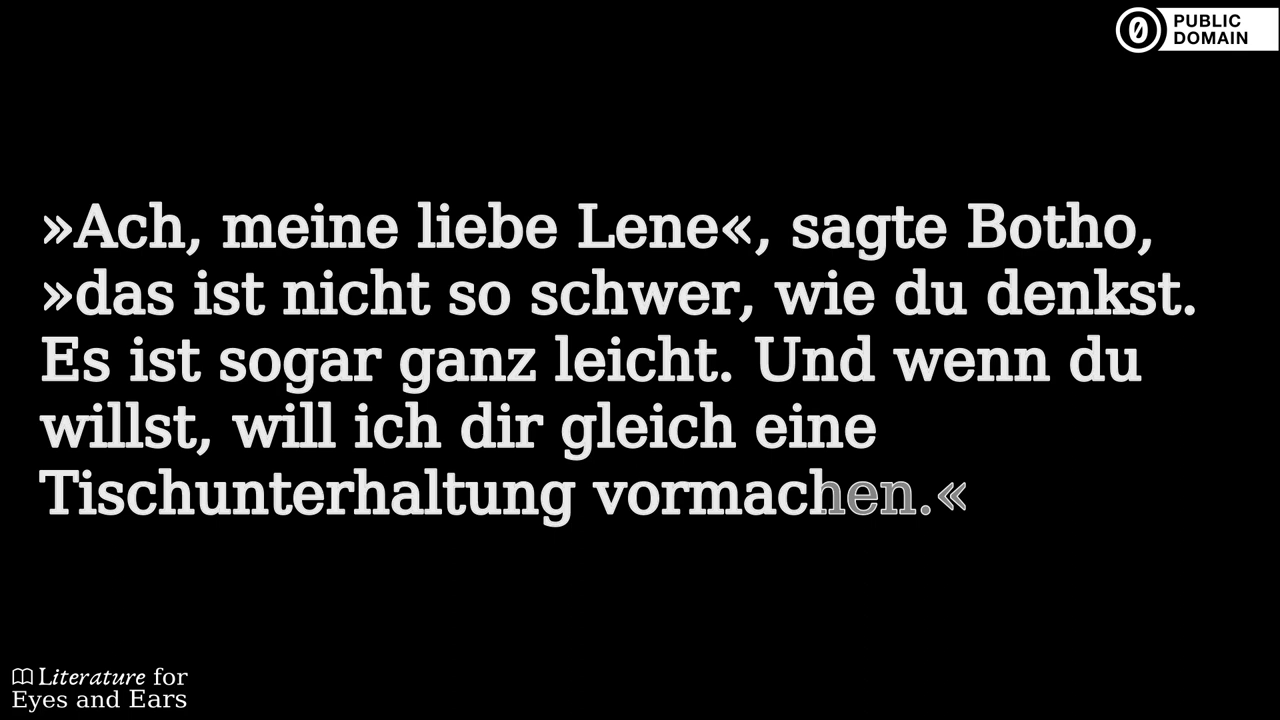 PUBLIC
DOMAIN
»Ach, meine liebe Lene«, sagte Botho,
»das ist nicht so schwer, wie du denkst.
Es ist sogar ganz leicht. Und wenn du
willst, will ich dir gleich eine
Tischunterhaltung vormachen.«
Literature for
Eyes and Ears